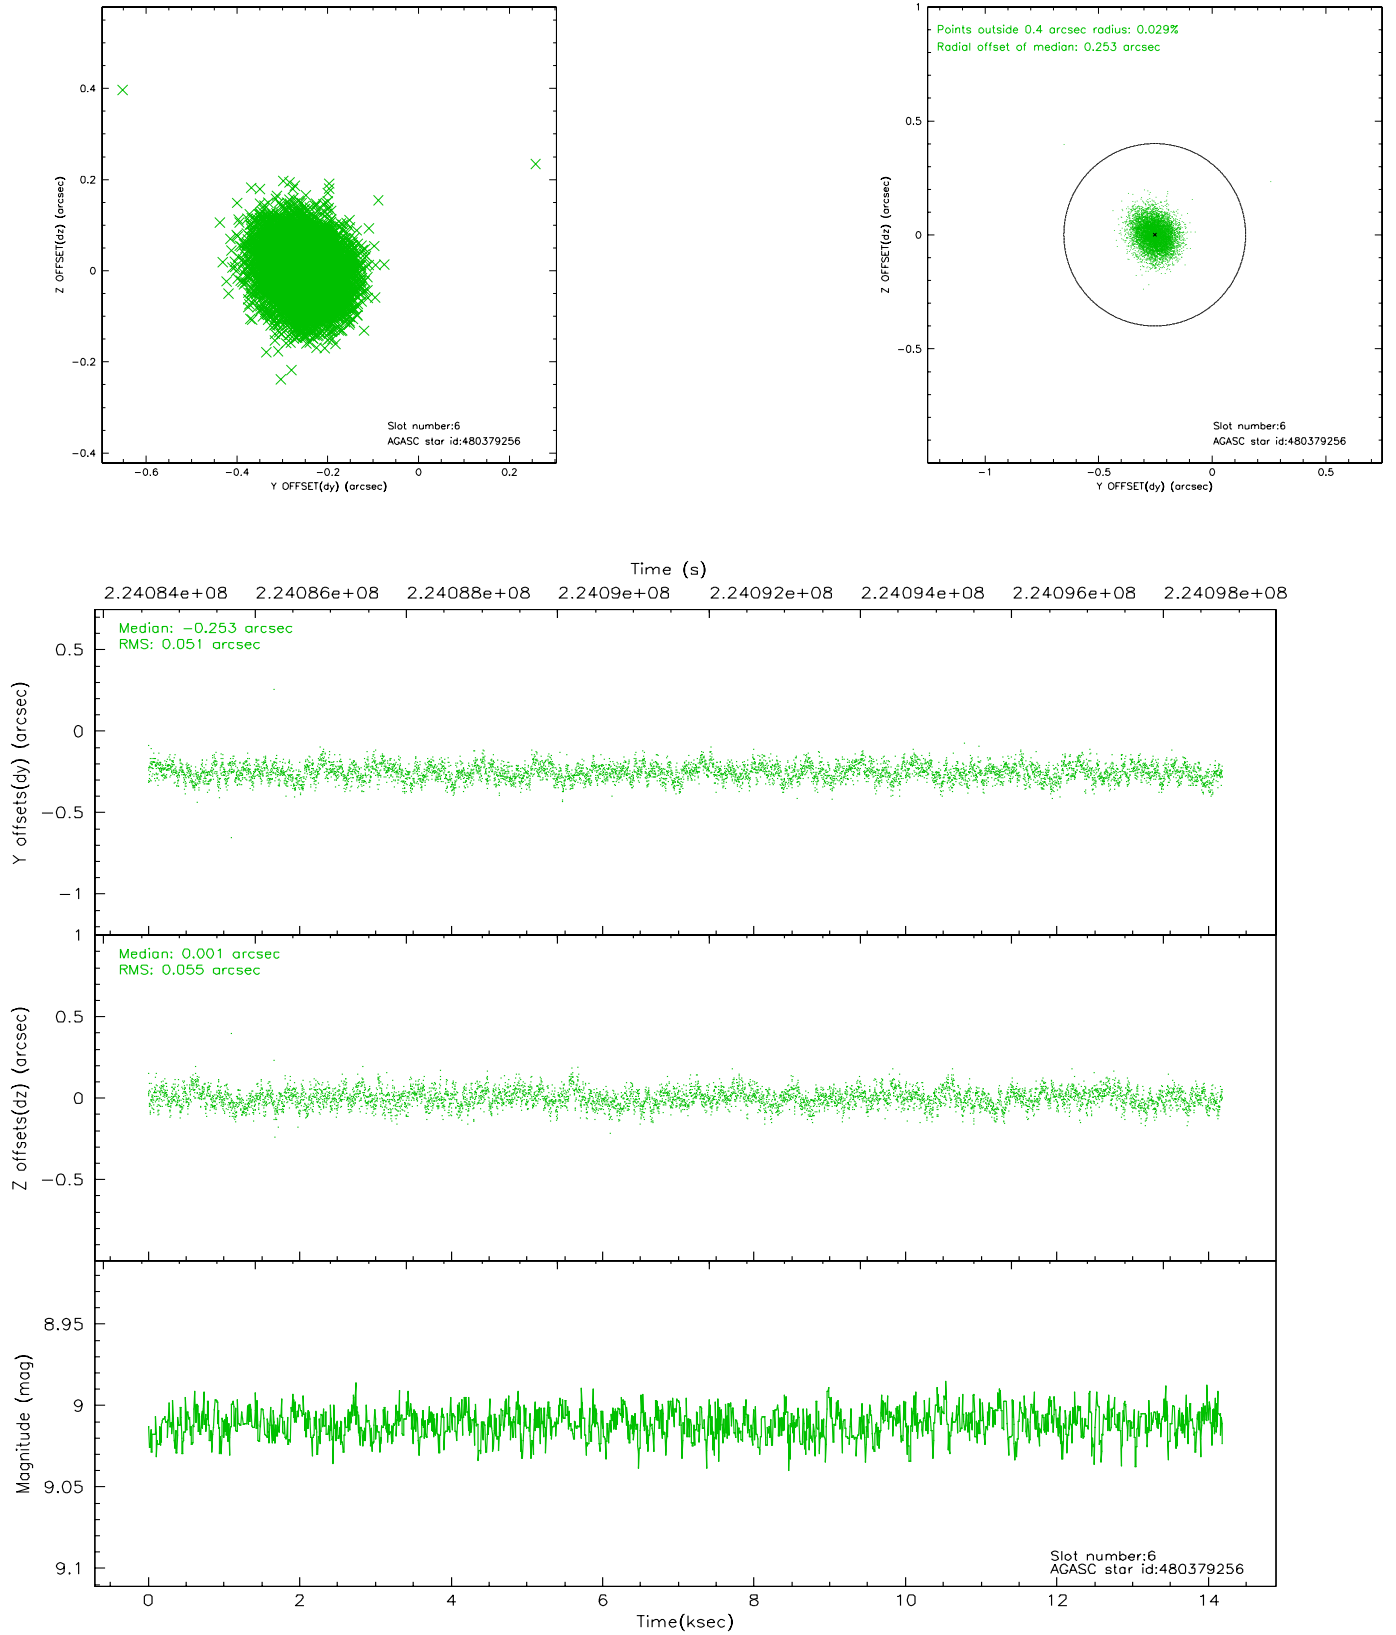 0.4
0.2
0
−0.2
−0.4
Z OFFSET(dz) (arcsec)
Slot number:6
AGASC star id:480379256
−0.6 −0.4 −0.2 0 0.2
Y OFFSET(dy) (arcsec)
Points outside 0.4 arcsec radius: 0.029%
Radial offset of median: 0.253 arcsec
1
0.5
0
−0.5
Z OFFSET(dz) (arcsec)
Slot number:6
AGASC star id:480379256
−1 −0.5 0 0.5
Y OFFSET(dy) (arcsec)
Time (s)
2.24084e+08 2.24086e+08 2.24088e+08 2.2409e+08 2.24092e+08 2.24094e+08 2.24096e+08 2.24098e+08
Median: −0.253 arcsec
RMS: 0.051 arcsec
0.5
0
−0.5
−1
Y offsets(dy) (arcsec)
Median: 0.001 arcsec
RMS: 0.055 arcsec
1
0.5
0
−0.5
Z offsets(dz) (arcsec)
8.95
9
9.05
9.1
Magnitude (mag)
Slot number:6
AGASC star id:480379256
0 2 4 6 8 10 12 14
Time(ksec)